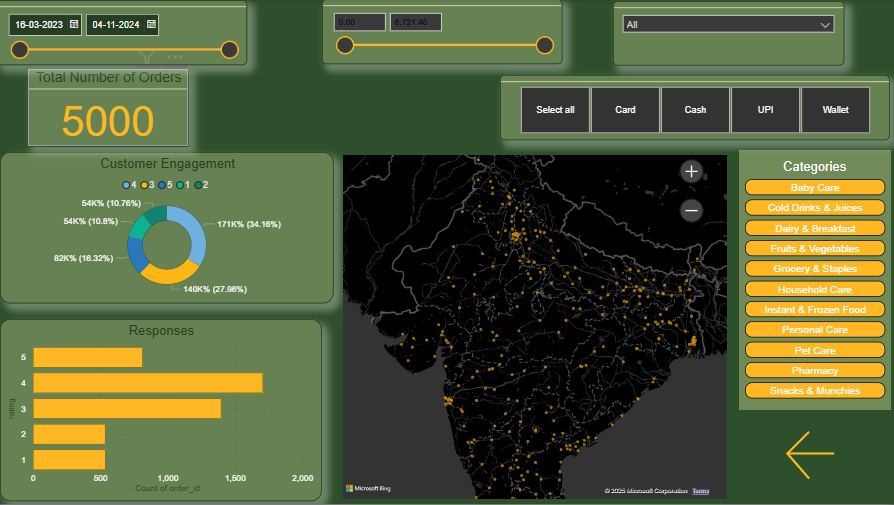 16-03-2023 04-11-2024
0.00 6,721.46
All
Total Number of Orders
5000
Select all Card Cash UPI Wallet
Customer Engagement
4 3 5 1 2
54K% (10.76%)
54K% (10.8%)
171K% (34.16%)
82K% (16.32%)
140K% (27.96%)
Responses
rating
5
4
3
2
1
0 500 1,000 1,500 2,000
Count of order_id
Microsoft Bing
© 2025 Microsoft Corporation Terms
Categories
Baby Care
Cold Drinks & Juices
Dairy & Breakfast
Fruits & Vegetables
Grocery & Staples
Household Care
Instant & Frozen Food
Personal Care
Pet Care
Pharmacy
Snacks & Munchies